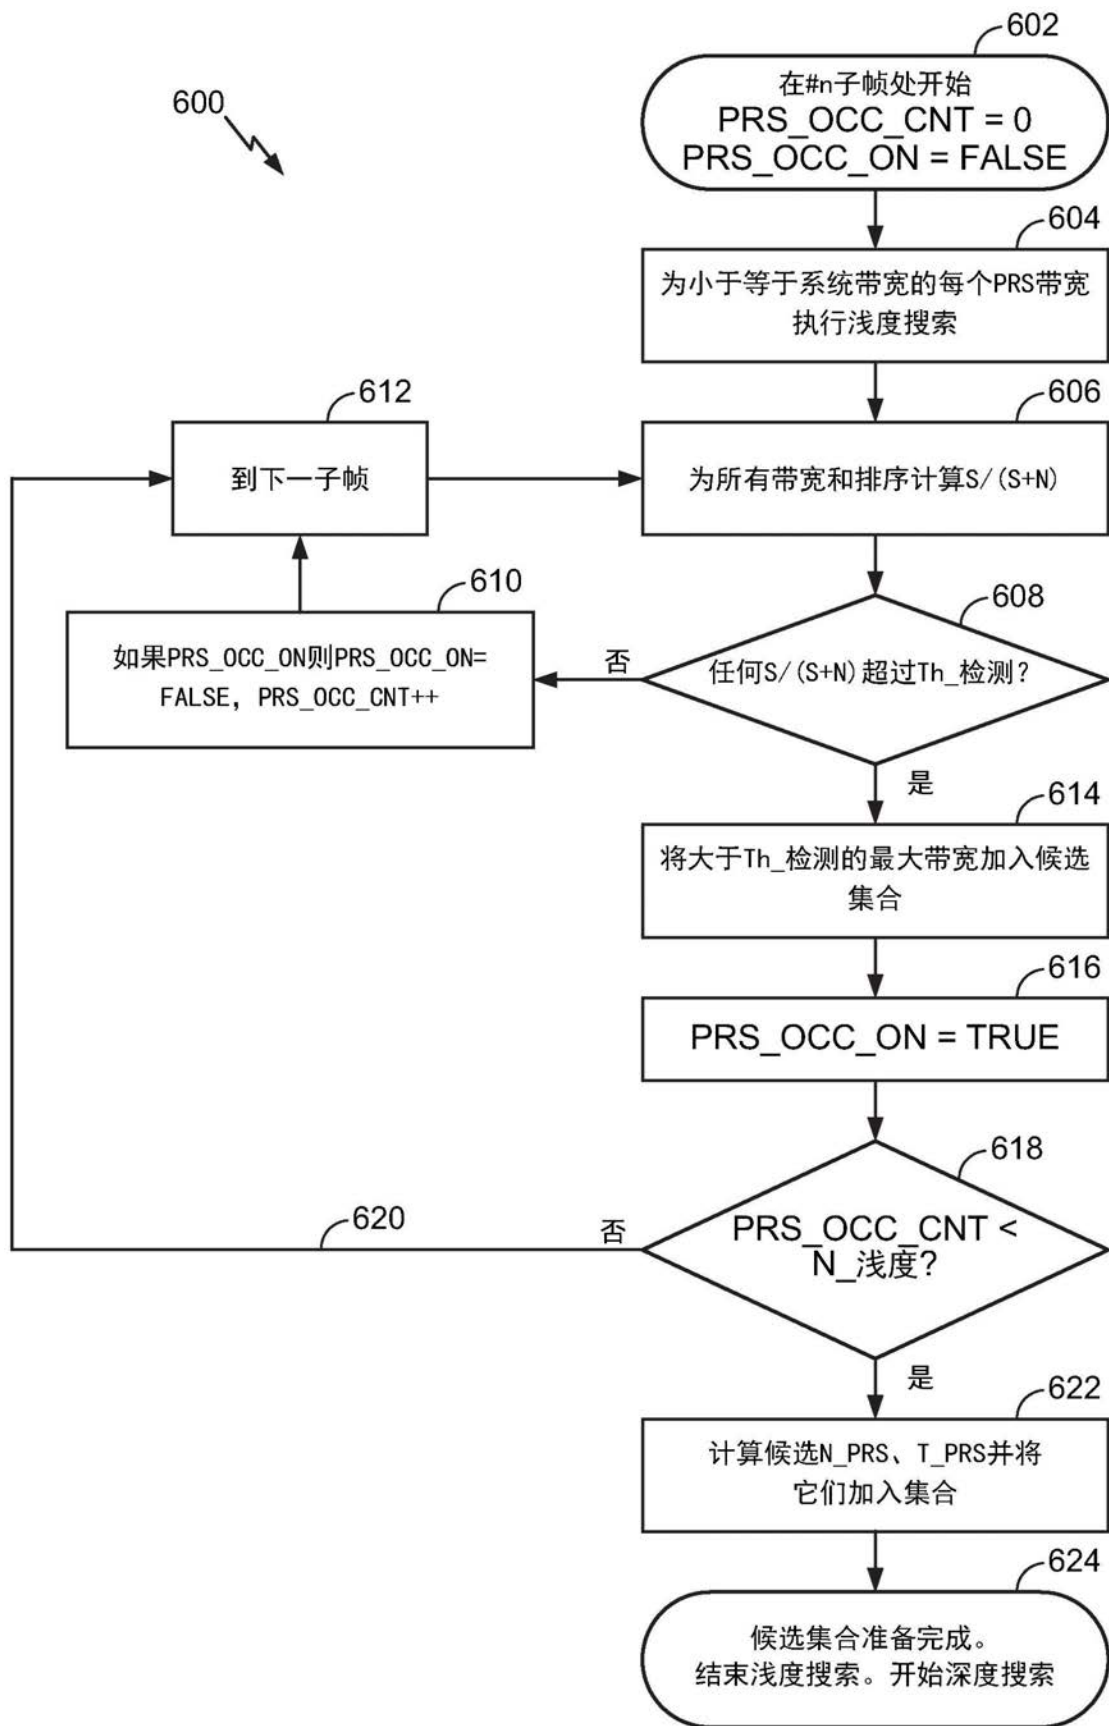 602
在#n子帧处开始
PRS_OCC_CNT = 0
PRS_OCC_ON = FALSE
600
604
为小于等于系统带宽的每个PRS带宽
执行浅度搜索
612
到下一子帧
606
为所有带宽和排序计算S/(S+N)
610
如果PRS_OCC_ON则PRS_OCC_ON=
FALSE, PRS_OCC_CNT++
608
任何S/(S+N)超过Th_检测?
否
是
614
将大于Th_检测的最大带宽加入候选
集合
616
PRS_OCC_ON = TRUE
618
PRS_OCC_CNT <
N_浅度?
620
否
是
622
计算候选N_PRS、T_PRS并将
它们加入集合
624
候选集合准备完成。
结束浅度搜索。开始深度搜索